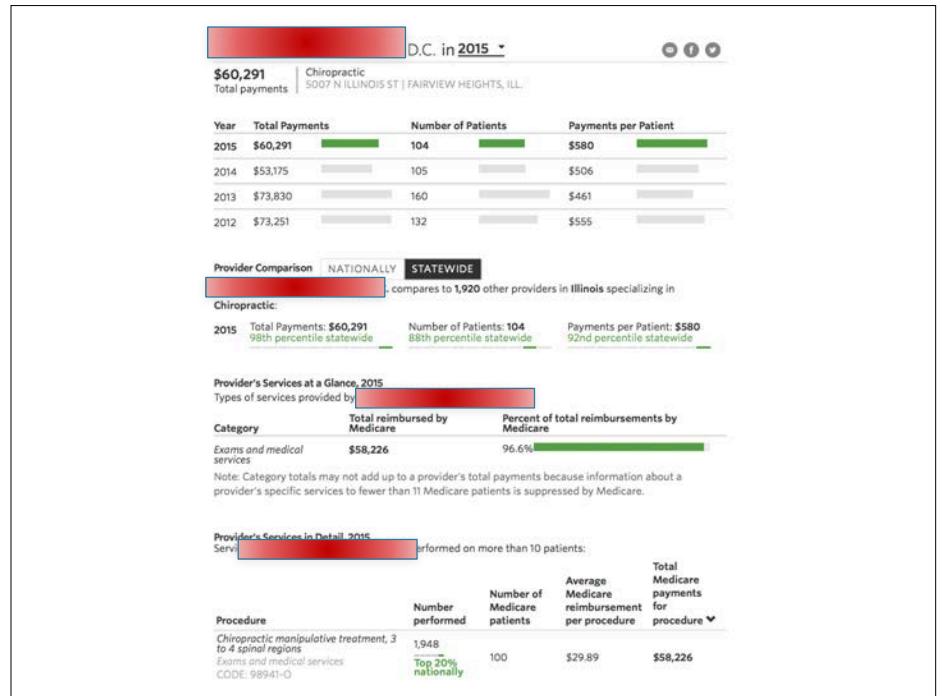 D.C. in 2015
$60,291
Total payments
Chiropractic
5007 N ILLINOIS ST | FAIRVIEW HEIGHTS, ILL.
Year Total Payments Number of Patients Payments per Patient
2015 $60,291 104 $580
2014 $53,175 105 $506
2013 $73,830 160 $461
2012 $73,251 132 $555
Provider Comparison NATIONALLY STATEWIDE
. compares to 1,920 other providers in Illinois specializing in
Chiropractic:
2015 Total Payments: $60,291 Number of Patients: 104 Payments per Patient: $580
98th percentile statewide 88th percentile statewide 92nd percentile statewide
Provider's Services at a Glance, 2015
Types of services provided by
Category Total reimbursed by Medicare Percent of total reimbursements by Medicare
Exams and medical services $58,226 96.6%
Note: Category totals may not add up to a provider's total payments because information about a
provider's specific services to fewer than 11 Medicare patients is suppressed by Medicare.
Provider's Services in Detail, 2015
erformed on more than 10 patients:
Procedure Number performed Number of Medicare patients Average Medicare reimbursement per procedure Total Medicare payments for procedure
Chiropractic manipulative treatment, 3 to 4 spinal regions 1,948 100 $29.89 $58,226
Exams and medical services Top 20% nationally
CODE: 98941-O